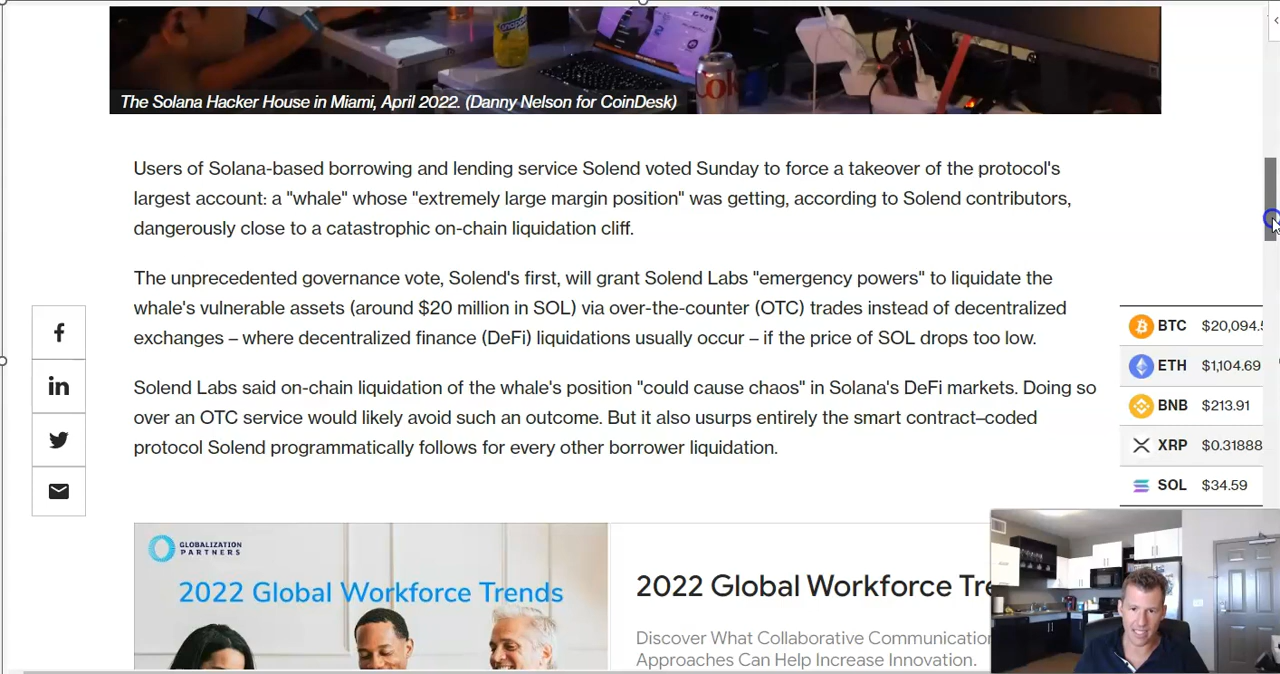 snapple
Coke
The Solana Hacker House in Miami, April 2022. (Danny Nelson for CoinDesk)
Users of Solana-based borrowing and lending service Solend voted Sunday to force a takeover of the protocol's
largest account: a "whale" whose "extremely large margin position" was getting, according to Solend contributors,
dangerously close to a catastrophic on-chain liquidation cliff.
The unprecedented governance vote, Solend's first, will grant Solend Labs "emergency powers" to liquidate the
whale's vulnerable assets (around $20 million in SOL) via over-the-counter (OTC) trades instead of decentralized
exchanges – where decentralized finance (DeFi) liquidations usually occur – if the price of SOL drops too low.
Solend Labs said on-chain liquidation of the whale's position "could cause chaos" in Solana's DeFi markets. Doing so
over an OTC service would likely avoid such an outcome. But it also usurps entirely the smart contract–coded
protocol Solend programmatically follows for every other borrower liquidation.
BTC $20,094.5
ETH $1,104.69
BNB $213.91
XRP $0.31888
SOL $34.59
GLOBALIZATION
PARTNERS
2022 Global Workforce Trends
2022 Global Workforce Tre
Discover What Collaborative Communication
Approaches Can Help Increase Innovation.